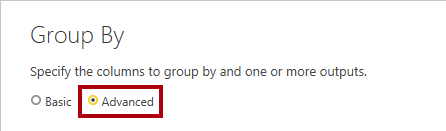 Group By
Specify the columns to group by and one or more outputs.
Basic Advanced